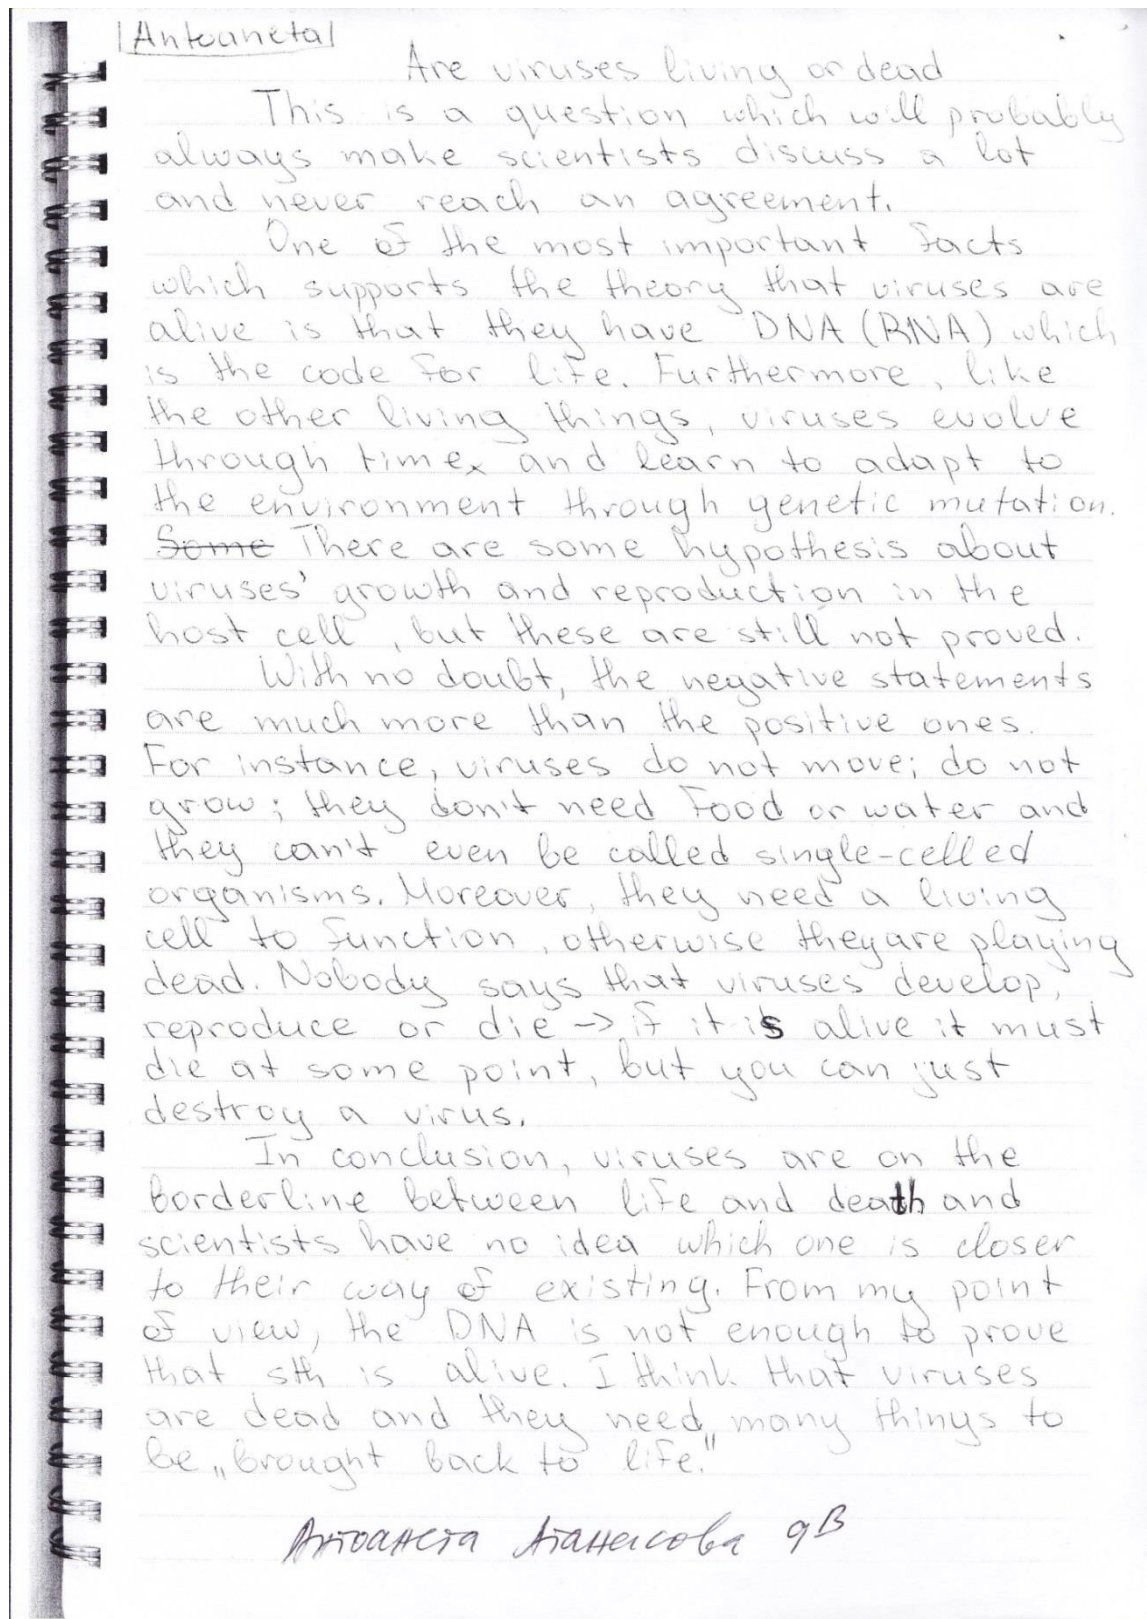 Antoaneta
Are viruses living or dead
This is a question which will probably
always make scientists discuss a lot
and never reach an agreement.
One of the most important facts
which supports the theory that viruses are
alive is that they have DNA (RNA) which
is the code for life. Furthermore, like
the other living things, viruses evolve
through time, and learn to adapt to
the environment through genetic mutation.
Some There are some hypothesis about
viruses' growth and reproduction in the
host cell, but these are still not proved.
With no doubt, the negative statements
are much more than the positive ones.
For instance, viruses do not move; do not
grow; they don't need food or water and
they can't even be called single-celled
organisms. Moreover, they need a living
cell to function, otherwise they are playing
dead. Nobody says that viruses develop,
reproduce or die -> if it is alive it must
die at some point, but you can just
destroy a virus.
In conclusion, viruses are on the
borderline between life and death and
scientists have no idea which one is closer
to their way of existing. From my point
of view, the DNA is not enough to prove
that sth is alive. I think that viruses
are dead and they need „many things to
be „brought back to life."
Антоанета Атанасова 9В